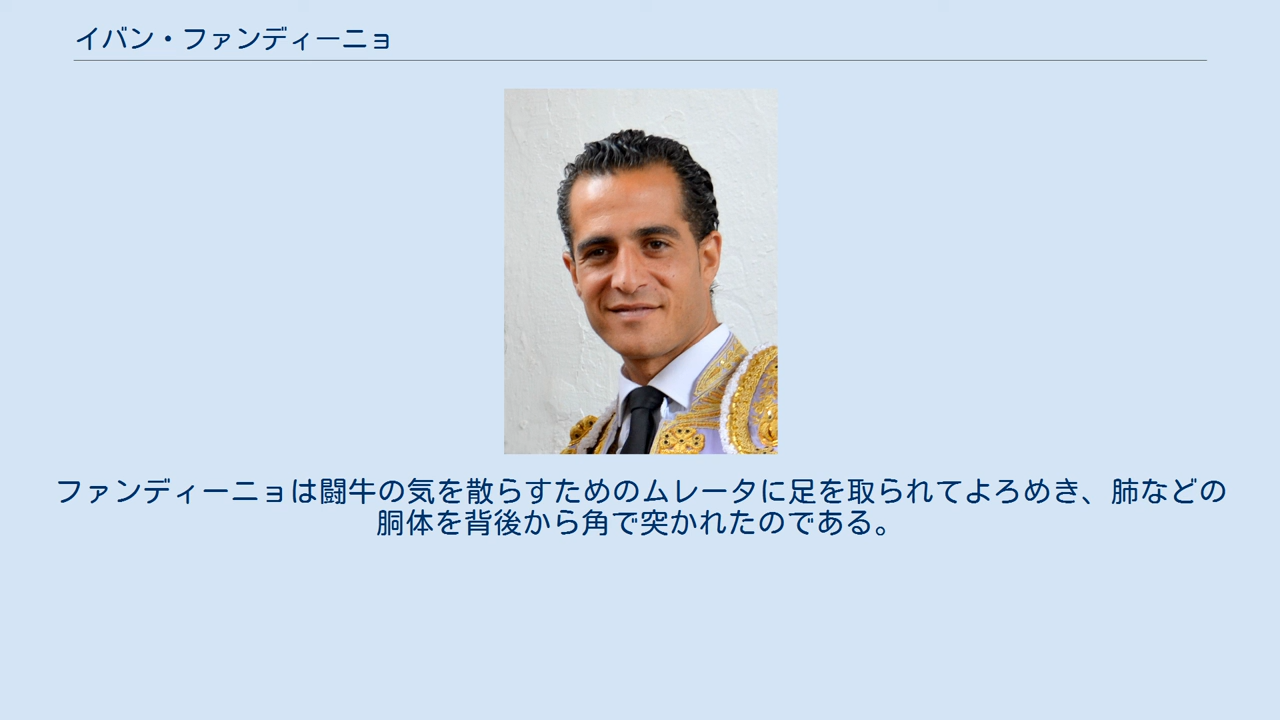 イバン・ファンディーニョ
ファンディーニョは闘牛の気を散らすためのムレータに足を取られてよろめき、肺などの
胴体を背後から角で突かれたのである。